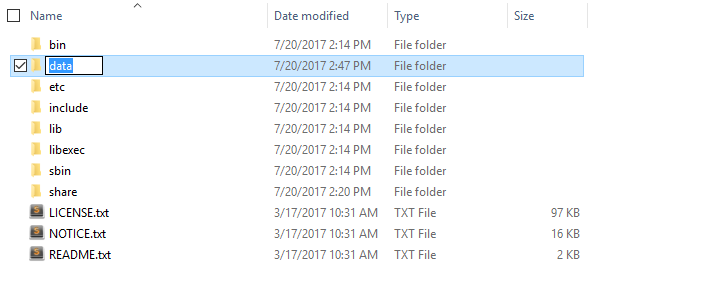 Name Date modified Type Size
bin 7/20/2017 2:14 PM File folder
data 7/20/2017 2:47 PM File folder
etc 7/20/2017 2:14 PM File folder
include 7/20/2017 2:14 PM File folder
lib 7/20/2017 2:14 PM File folder
libexec 7/20/2017 2:14 PM File folder
sbin 7/20/2017 2:14 PM File folder
share 7/20/2017 2:20 PM File folder
LICENSE.txt 3/17/2017 10:31 AM TXT File 97 KB
NOTICE.txt 3/17/2017 10:31 AM TXT File 16 KB
README.txt 3/17/2017 10:31 AM TXT File 2 KB